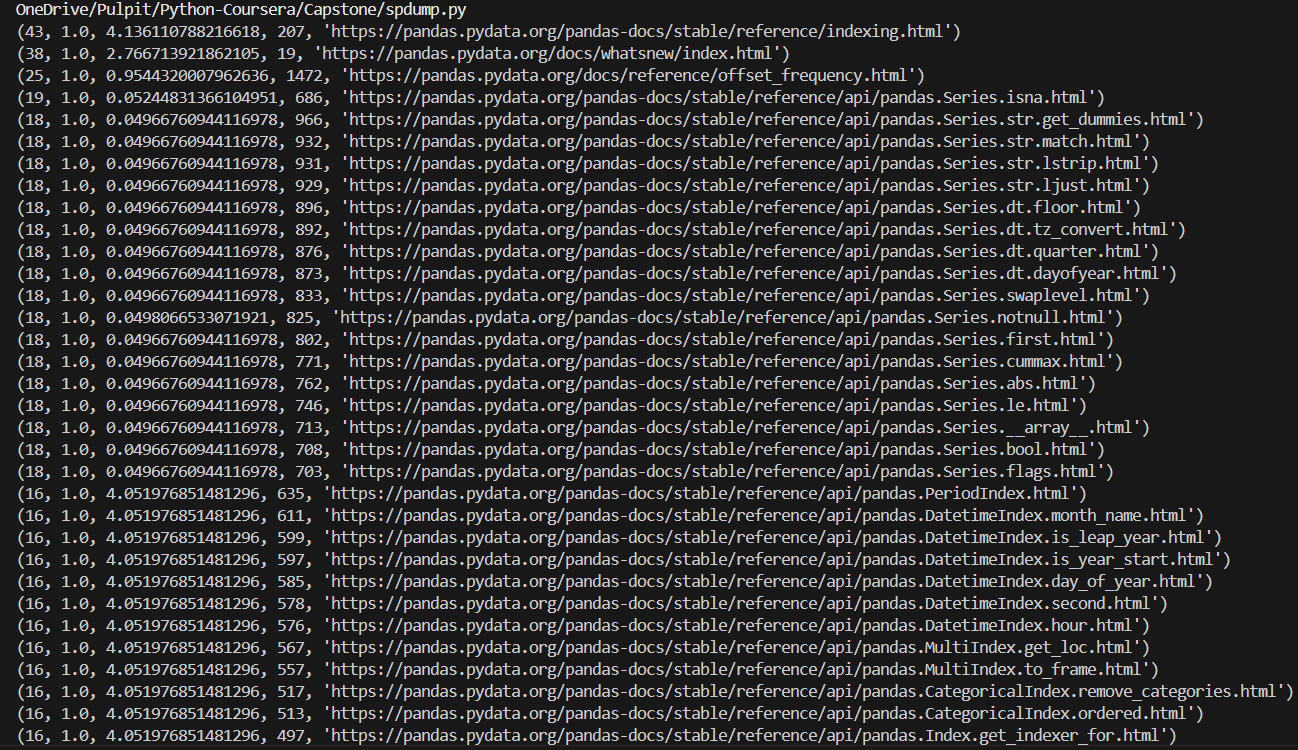 OneDrive/Pulpit/Python-Coursera/Capstone/spdump.py
(43, 1.0, 4.136110788216618, 207, 'https://pandas.pydata.org/pandas-docs/stable/reference/indexing.html')
(38, 1.0, 2.766713921862105, 19, 'https://pandas.pydata.org/docs/whatsnew/index.html')
(25, 1.0, 0.9544320007962636, 1472, 'https://pandas.pydata.org/docs/reference/offset_frequency.html')
(19, 1.0, 0.05244831366104951, 686, 'https://pandas.pydata.org/pandas-docs/stable/reference/api/pandas.Series.isna.html')
(18, 1.0, 0.04966760944116978, 966, 'https://pandas.pydata.org/pandas-docs/stable/reference/api/pandas.Series.str.get_dummies.html')
(18, 1.0, 0.04966760944116978, 932, 'https://pandas.pydata.org/pandas-docs/stable/reference/api/pandas.Series.str.match.html')
(18, 1.0, 0.04966760944116978, 931, 'https://pandas.pydata.org/pandas-docs/stable/reference/api/pandas.Series.str.lstrip.html')
(18, 1.0, 0.04966760944116978, 929, 'https://pandas.pydata.org/pandas-docs/stable/reference/api/pandas.Series.str.ljust.html')
(18, 1.0, 0.04966760944116978, 896, 'https://pandas.pydata.org/pandas-docs/stable/reference/api/pandas.Series.dt.floor.html')
(18, 1.0, 0.04966760944116978, 892, 'https://pandas.pydata.org/pandas-docs/stable/reference/api/pandas.Series.dt.tz_convert.html')
(18, 1.0, 0.04966760944116978, 876, 'https://pandas.pydata.org/pandas-docs/stable/reference/api/pandas.Series.dt.quarter.html')
(18, 1.0, 0.04966760944116978, 873, 'https://pandas.pydata.org/pandas-docs/stable/reference/api/pandas.Series.dt.dayofyear.html')
(18, 1.0, 0.04966760944116978, 833, 'https://pandas.pydata.org/pandas-docs/stable/reference/api/pandas.Series.swaplevel.html')
(18, 1.0, 0.0498066533071921, 825, 'https://pandas.pydata.org/pandas-docs/stable/reference/api/pandas.Series.notnull.html')
(18, 1.0, 0.04966760944116978, 802, 'https://pandas.pydata.org/pandas-docs/stable/reference/api/pandas.Series.first.html')
(18, 1.0, 0.04966760944116978, 771, 'https://pandas.pydata.org/pandas-docs/stable/reference/api/pandas.Series.cummax.html')
(18, 1.0, 0.04966760944116978, 762, 'https://pandas.pydata.org/pandas-docs/stable/reference/api/pandas.Series.abs.html')
(18, 1.0, 0.04966760944116978, 746, 'https://pandas.pydata.org/pandas-docs/stable/reference/api/pandas.Series.le.html')
(18, 1.0, 0.04966760944116978, 713, 'https://pandas.pydata.org/pandas-docs/stable/reference/api/pandas.Series.__array__.html')
(18, 1.0, 0.04966760944116978, 708, 'https://pandas.pydata.org/pandas-docs/stable/reference/api/pandas.Series.bool.html')
(18, 1.0, 0.04966760944116978, 703, 'https://pandas.pydata.org/pandas-docs/stable/reference/api/pandas.Series.flags.html')
(16, 1.0, 4.051976851481296, 635, 'https://pandas.pydata.org/pandas-docs/stable/reference/api/pandas.PeriodIndex.html')
(16, 1.0, 4.051976851481296, 611, 'https://pandas.pydata.org/pandas-docs/stable/reference/api/pandas.DatetimeIndex.month_name.html')
(16, 1.0, 4.051976851481296, 599, 'https://pandas.pydata.org/pandas-docs/stable/reference/api/pandas.DatetimeIndex.is_leap_year.html')
(16, 1.0, 4.051976851481296, 597, 'https://pandas.pydata.org/pandas-docs/stable/reference/api/pandas.DatetimeIndex.is_year_start.html')
(16, 1.0, 4.051976851481296, 585, 'https://pandas.pydata.org/pandas-docs/stable/reference/api/pandas.DatetimeIndex.day_of_year.html')
(16, 1.0, 4.051976851481296, 578, 'https://pandas.pydata.org/pandas-docs/stable/reference/api/pandas.DatetimeIndex.second.html')
(16, 1.0, 4.051976851481296, 576, 'https://pandas.pydata.org/pandas-docs/stable/reference/api/pandas.DatetimeIndex.hour.html')
(16, 1.0, 4.051976851481296, 567, 'https://pandas.pydata.org/pandas-docs/stable/reference/api/pandas.MultiIndex.get_loc.html')
(16, 1.0, 4.051976851481296, 557, 'https://pandas.pydata.org/pandas-docs/stable/reference/api/pandas.MultiIndex.to_frame.html')
(16, 1.0, 4.051976851481296, 517, 'https://pandas.pydata.org/pandas-docs/stable/reference/api/pandas.CategoricalIndex.remove_categories.html')
(16, 1.0, 4.051976851481296, 513, 'https://pandas.pydata.org/pandas-docs/stable/reference/api/pandas.CategoricalIndex.ordered.html')
(16, 1.0, 4.051976851481296, 497, 'https://pandas.pydata.org/pandas-docs/stable/reference/api/pandas.Index.get_indexer_for.html')